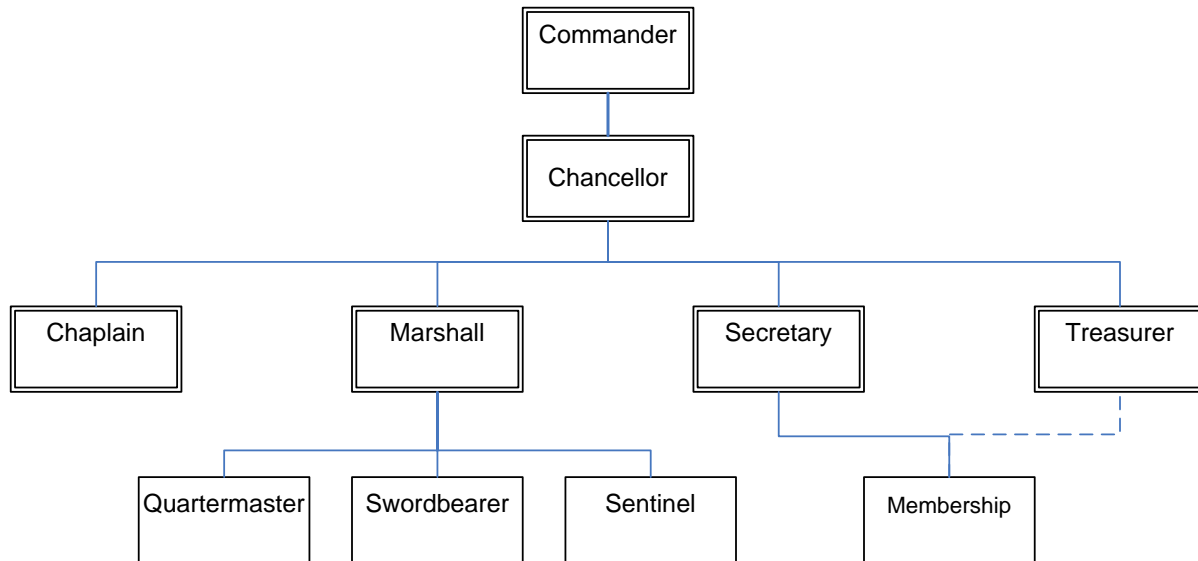 Commander
Chancellor
Chaplain
Marshall
Secretary
Treasurer
Quartermaster
Swordbearer
Sentinel
Membership